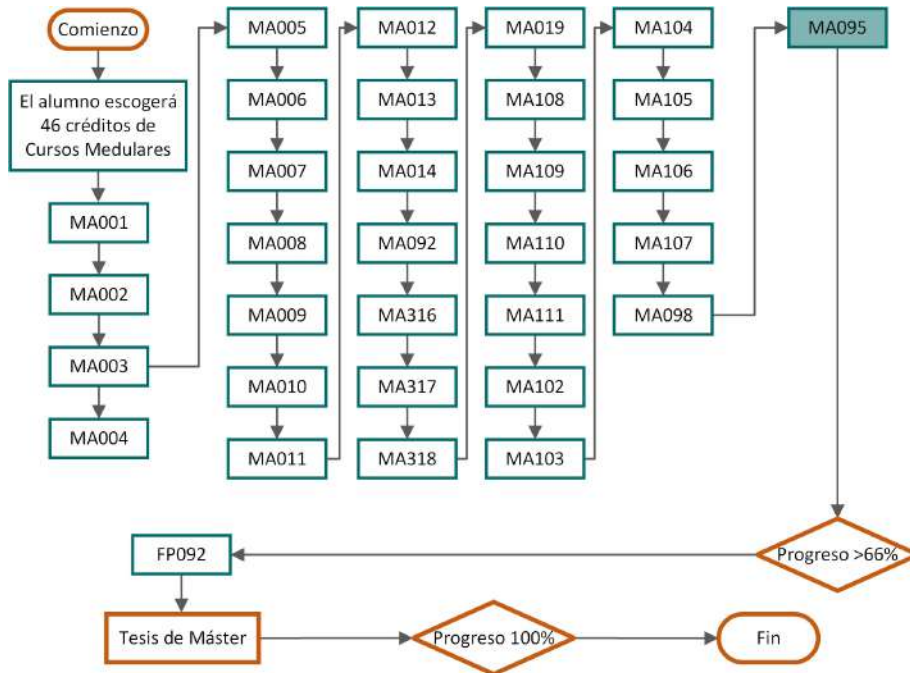 Comienzo
El alumno escogerá
46 créditos de
Cursos Medulares
MA001
MA002
MA003
MA004
MA005
MA006
MA007
MA008
MA009
MA010
MA011
MA012
MA013
MA014
MA092
MA316
MA317
MA318
MA019
MA108
MA109
MA110
MA111
MA102
MA103
MA104
MA105
MA106
MA107
MA098
MA095
Progreso >66%
FP092
Tesis de Máster
Progreso 100%
Fin